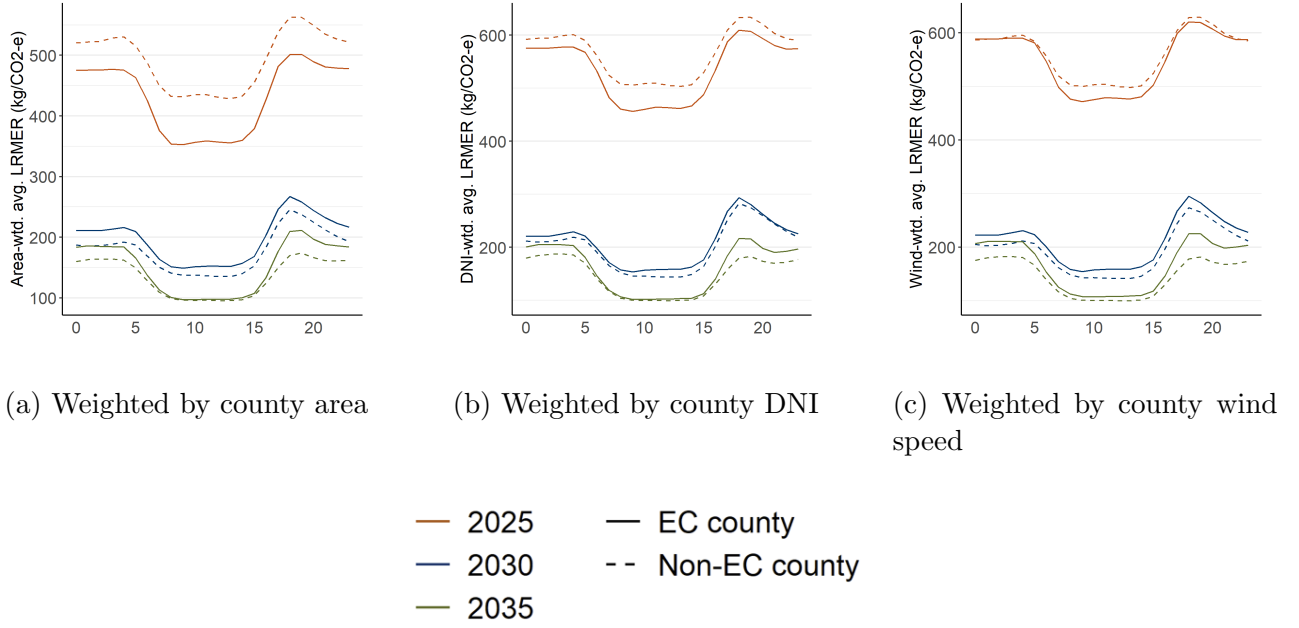 Area-wtd. avg. LRMER (kg/CO2-e)
500
400
300
200
100
0 5 10 15 20
(a) Weighted by county area
DNI-wtd. avg. LRMER (kg/CO2-e)
600
400
200
0 5 10 15 20
(b) Weighted by county DNI
Wind-wtd. avg. LRMER (kg/CO2-e)
600
400
200
0 5 10 15 20
(c) Weighted by county wind
speed
2025 EC county
2030 Non-EC county
2035